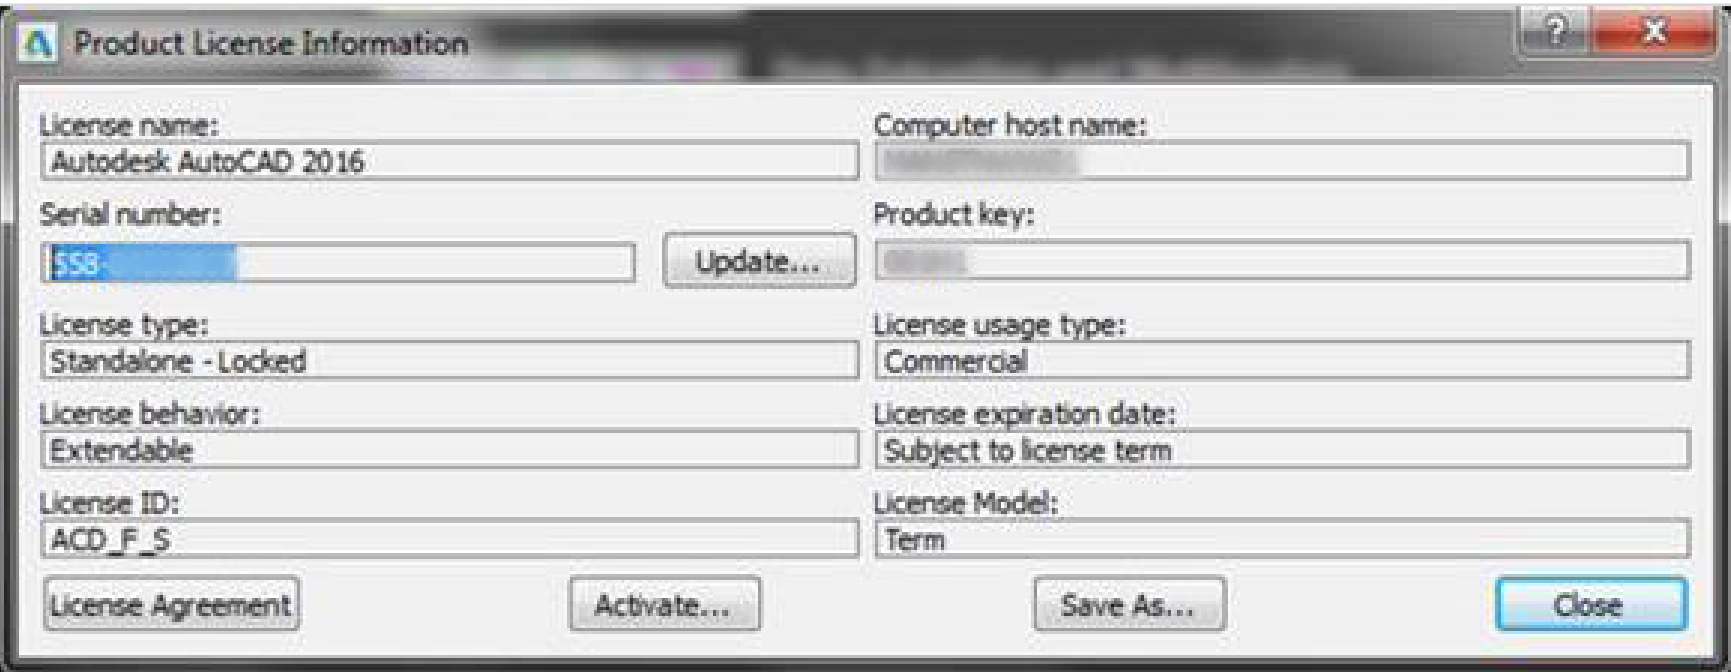 Product License Information
License name:
Autodesk AutoCAD 2016
Computer host name:
Serial number:
558-
Update...
Product key:
License type:
Standalone - Locked
License usage type:
Commercial
License behavior:
Extendable
License expiration date:
Subject to license term
License ID:
ACD_F_S
License Model:
Term
License Agreement
Activate...
Save As...
Close